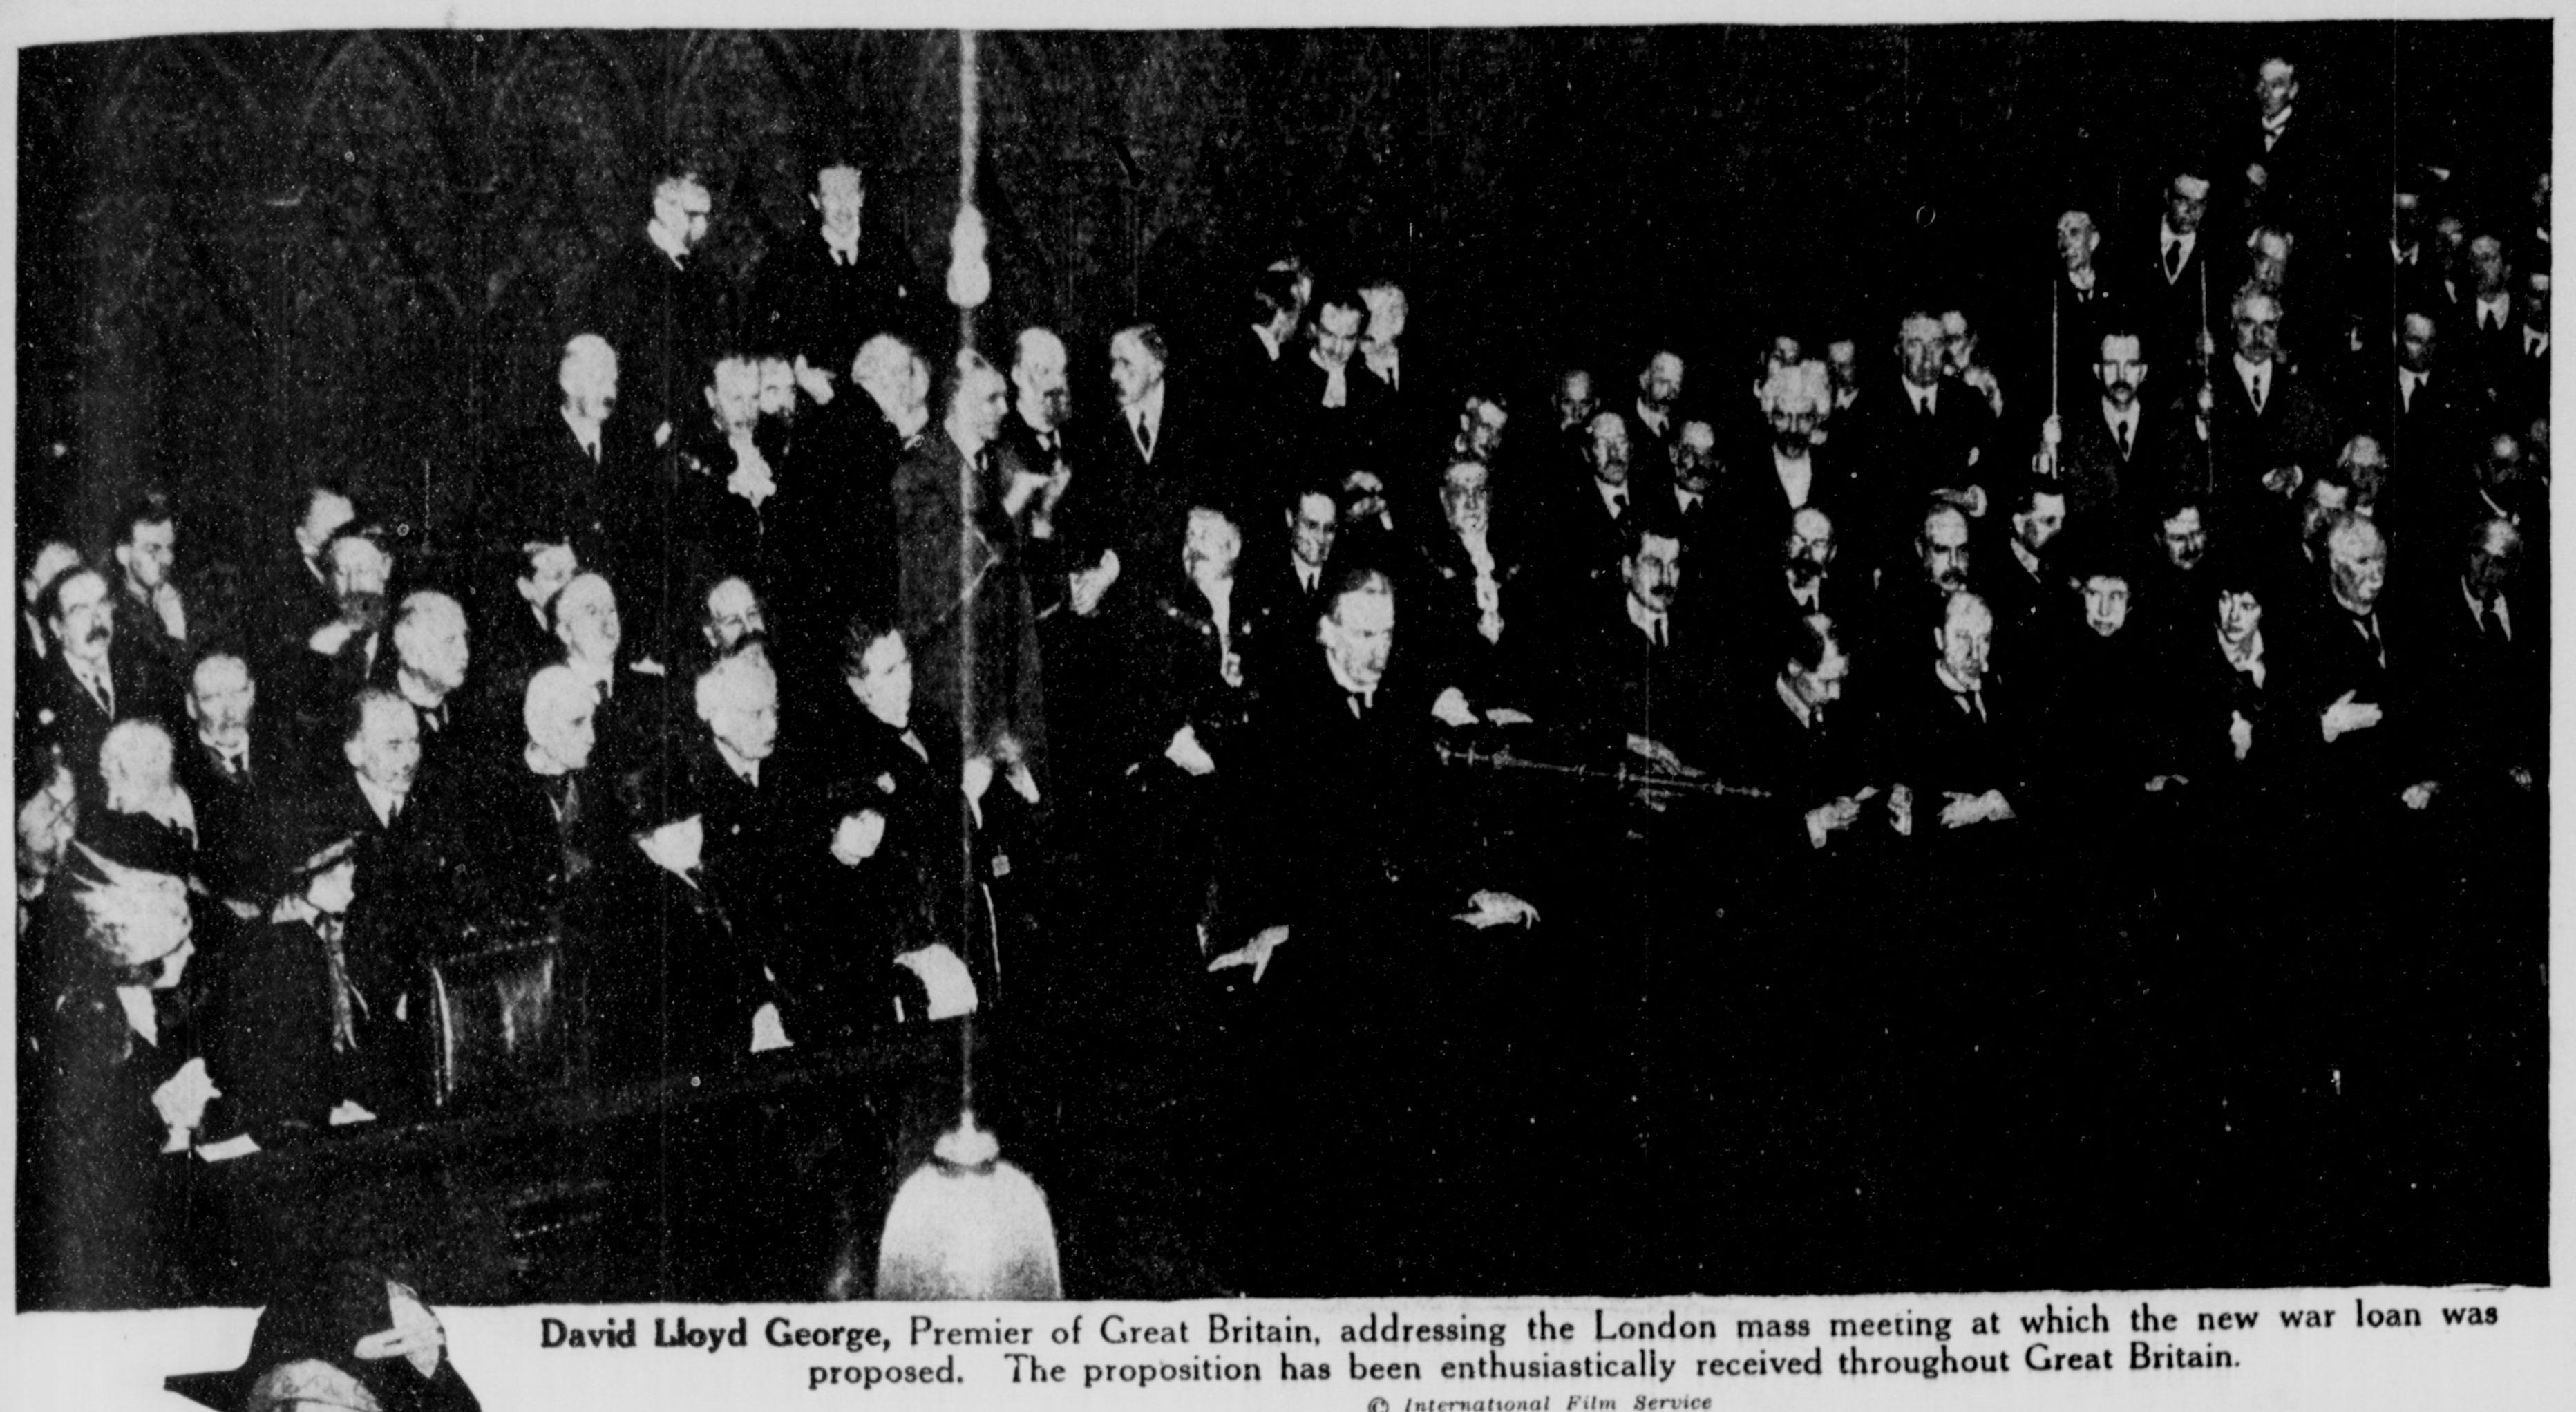 David Lloyd George, Premier of Great Britain, addressing the London mass meeting at which the new war loan was
proposed. The proposition has been enthusiastically received throughout Great Britain.
© International Film Service